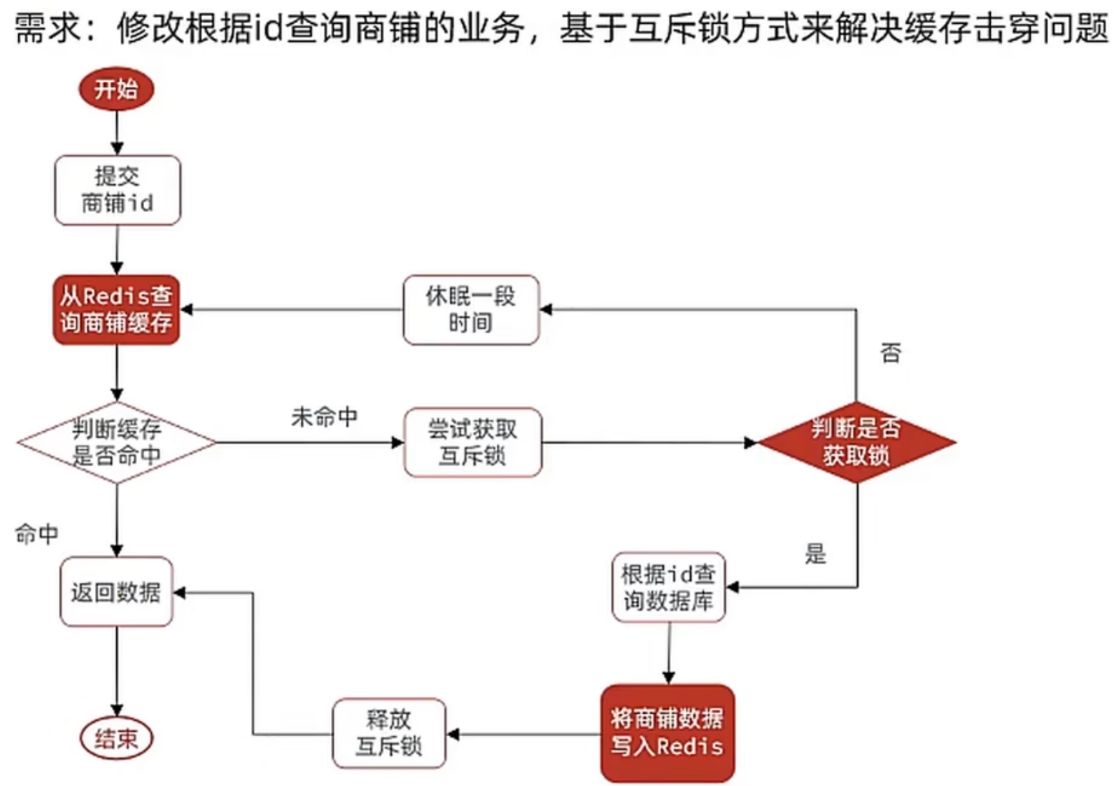 需求：修改根据id查询商铺的业务，基于互斥锁方式来解决缓存击穿问题
开始
提交
商铺id
从Redis查
询商铺缓存
休眠一段
时间
否
判断缓存
是否命中
未命中
尝试获取
互斥锁
判断是否
获取锁
命中
是
返回数据
根据id查
询数据库
将商铺数据
写入Redis
释放
互斥锁
结束